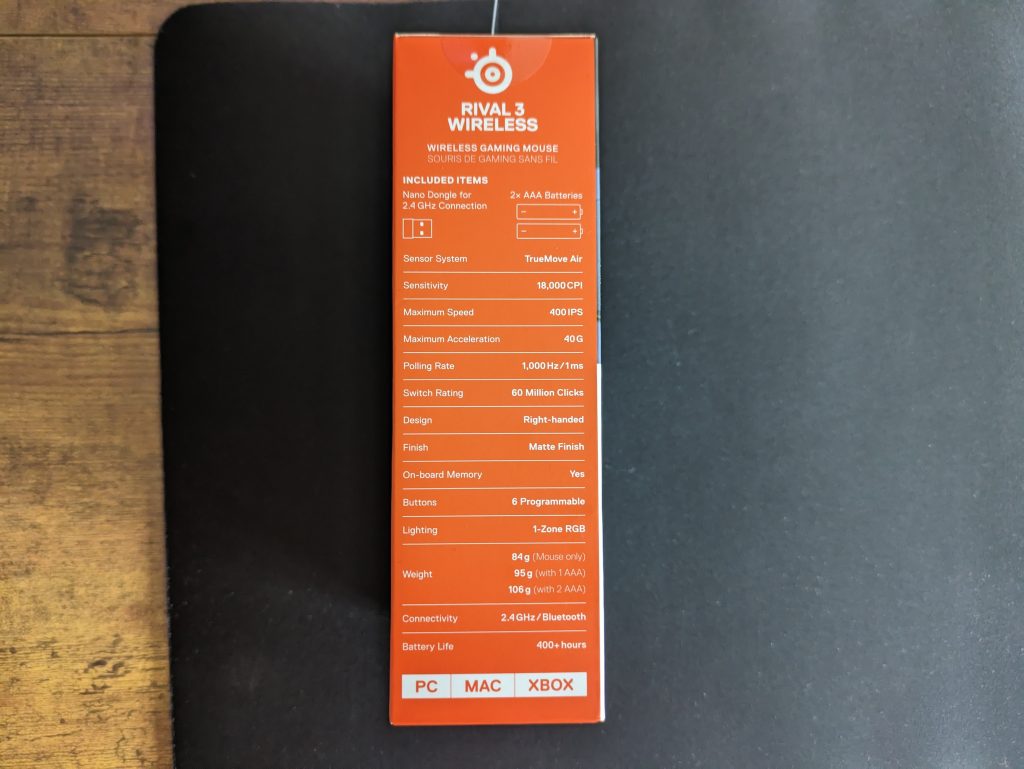 RIVAL 3
WIRELESS
WIRELESS GAMING MOUSE
SOURIS DE GAMING SANS FIL
INCLUDED ITEMS
Nano Dongle for
2.4 GHz Connection
2x AAA Batteries
Sensor System TrueMove Air
Sensitivity 18,000 CPI
Maximum Speed 400 IPS
Maximum Acceleration 40 G
Polling Rate 1,000 Hz / 1 ms
Switch Rating 60 Million Clicks
Design Right-handed
Finish Matte Finish
On-board Memory Yes
Buttons 6 Programmable
Lighting 1-Zone RGB
Weight
84 g (Mouse only)
95 g (with 1 AAA)
106 g (with 2 AAA)
Connectivity 2.4 GHz / Bluetooth
Battery Life 400+ hours
PC MAC XBOX